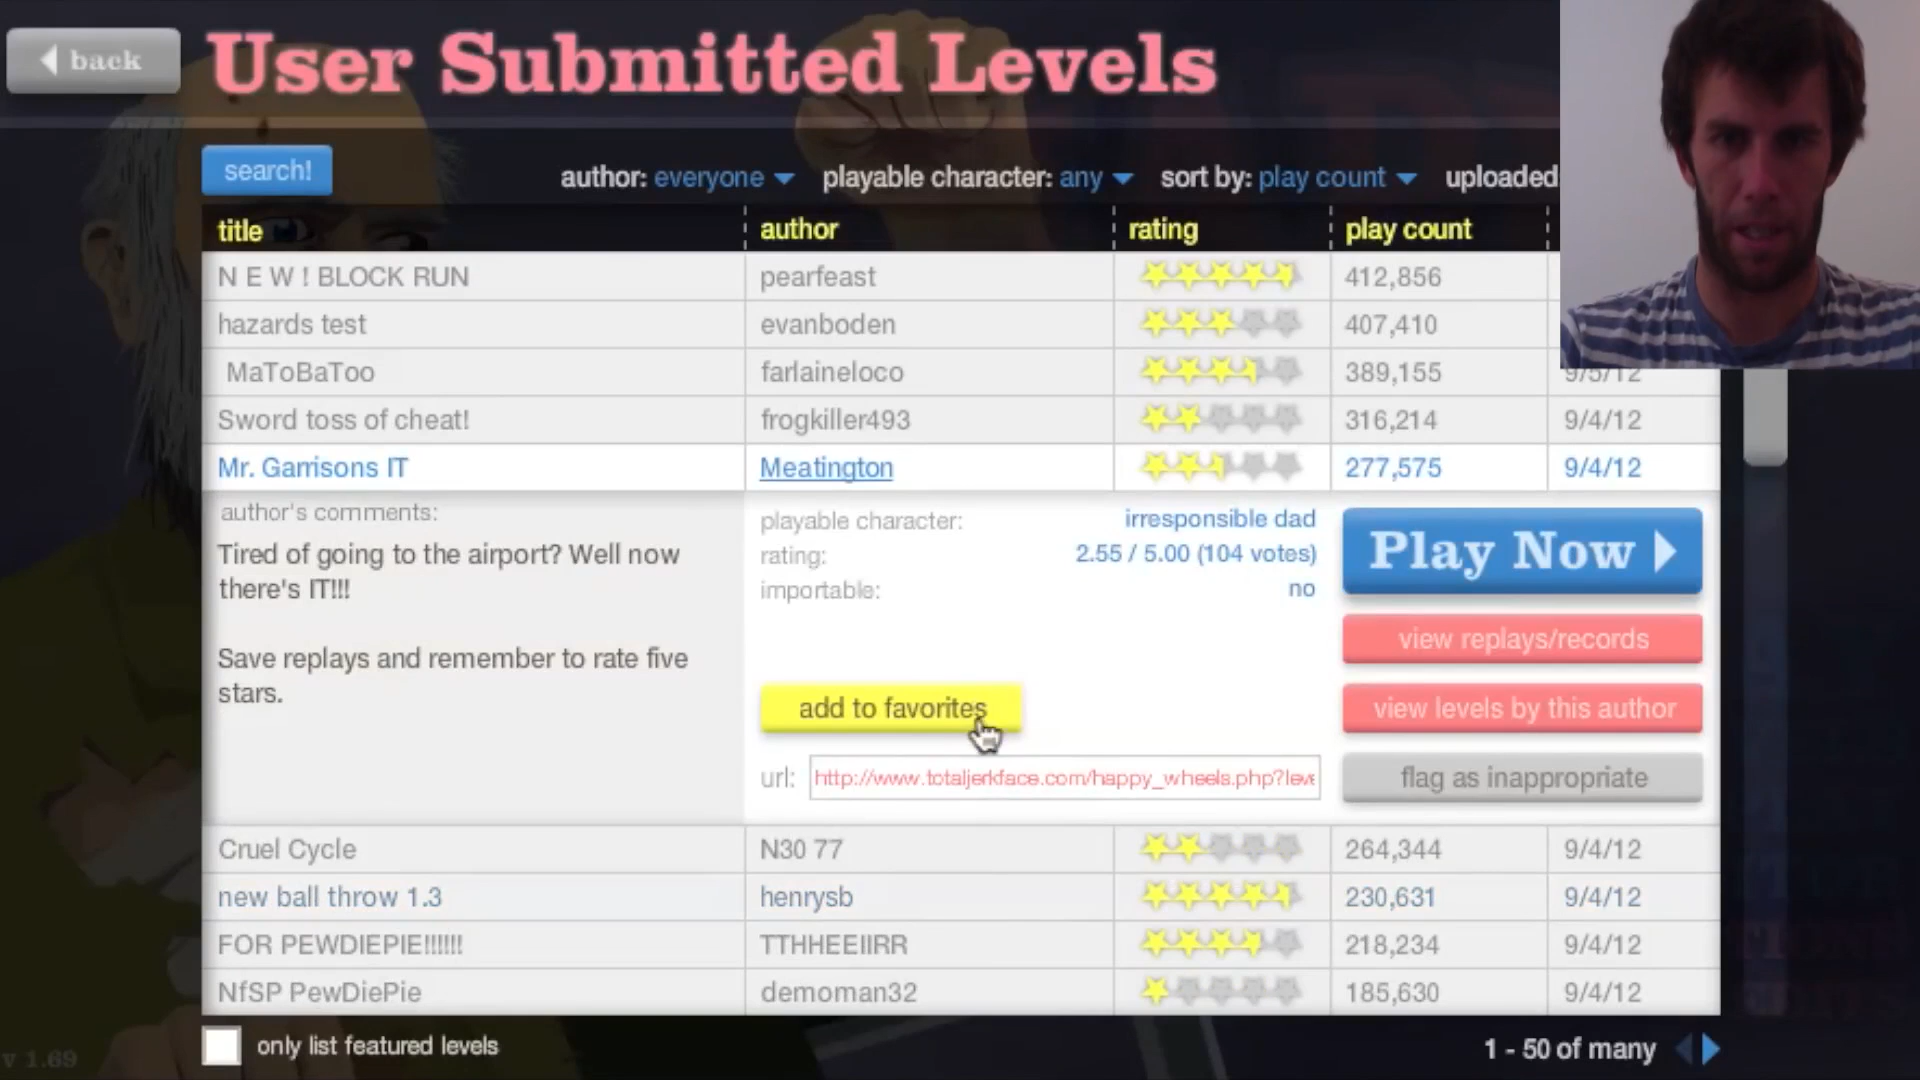 back
User Submitted Levels
search!
author: everyone playable character: any sort by: play count uploaded
title author rating play count
N E W ! BLOCK RUN pearfeast 412,856
hazards test evanboden 407,410
MaToBaToo farlaineloco 389,155 9/5/12
Sword toss of cheat! frogkiller493 316,214 9/4/12
Mr. Garrisons IT Meatington 277,575 9/4/12
author's comments:
Tired of going to the airport? Well now
there's IT!!!
Save replays and remember to rate five
stars.
playable character: irresponsible dad
rating: 2.55 / 5.00 (104 votes)
importable: no
add to favorites
url: http://www.totaljerkface.com/happy_wheels.php?leve
Play Now
view replays/records
view levels by this author
flag as inappropriate
Cruel Cycle N30 77 264,344 9/4/12
new ball throw 1.3 henrysb 230,631 9/4/12
FOR PEWDIEPIE!!!!!! TTHHEEIIRR 218,234 9/4/12
NfSP PewDiePie demoman32 185,630 9/4/12
only list featured levels
1 - 50 of many
v 1.69